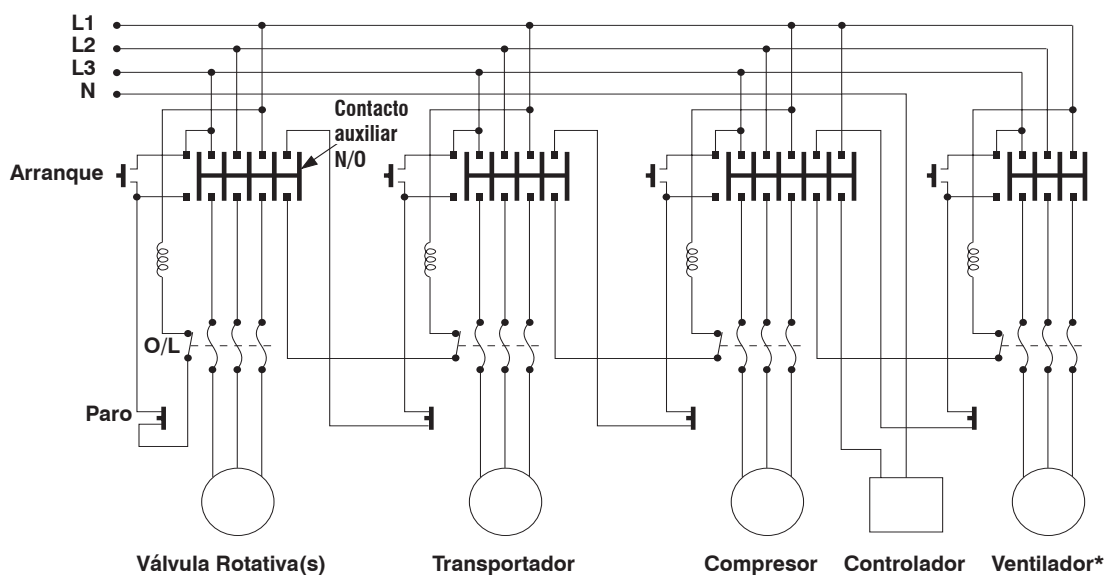 L1
L2
L3
N
Contacto
auxiliar
N/O
Arranque
O/L
Paro
Válvula Rotativa(s)
Transportador
Compresor
Controlador
Ventilador*